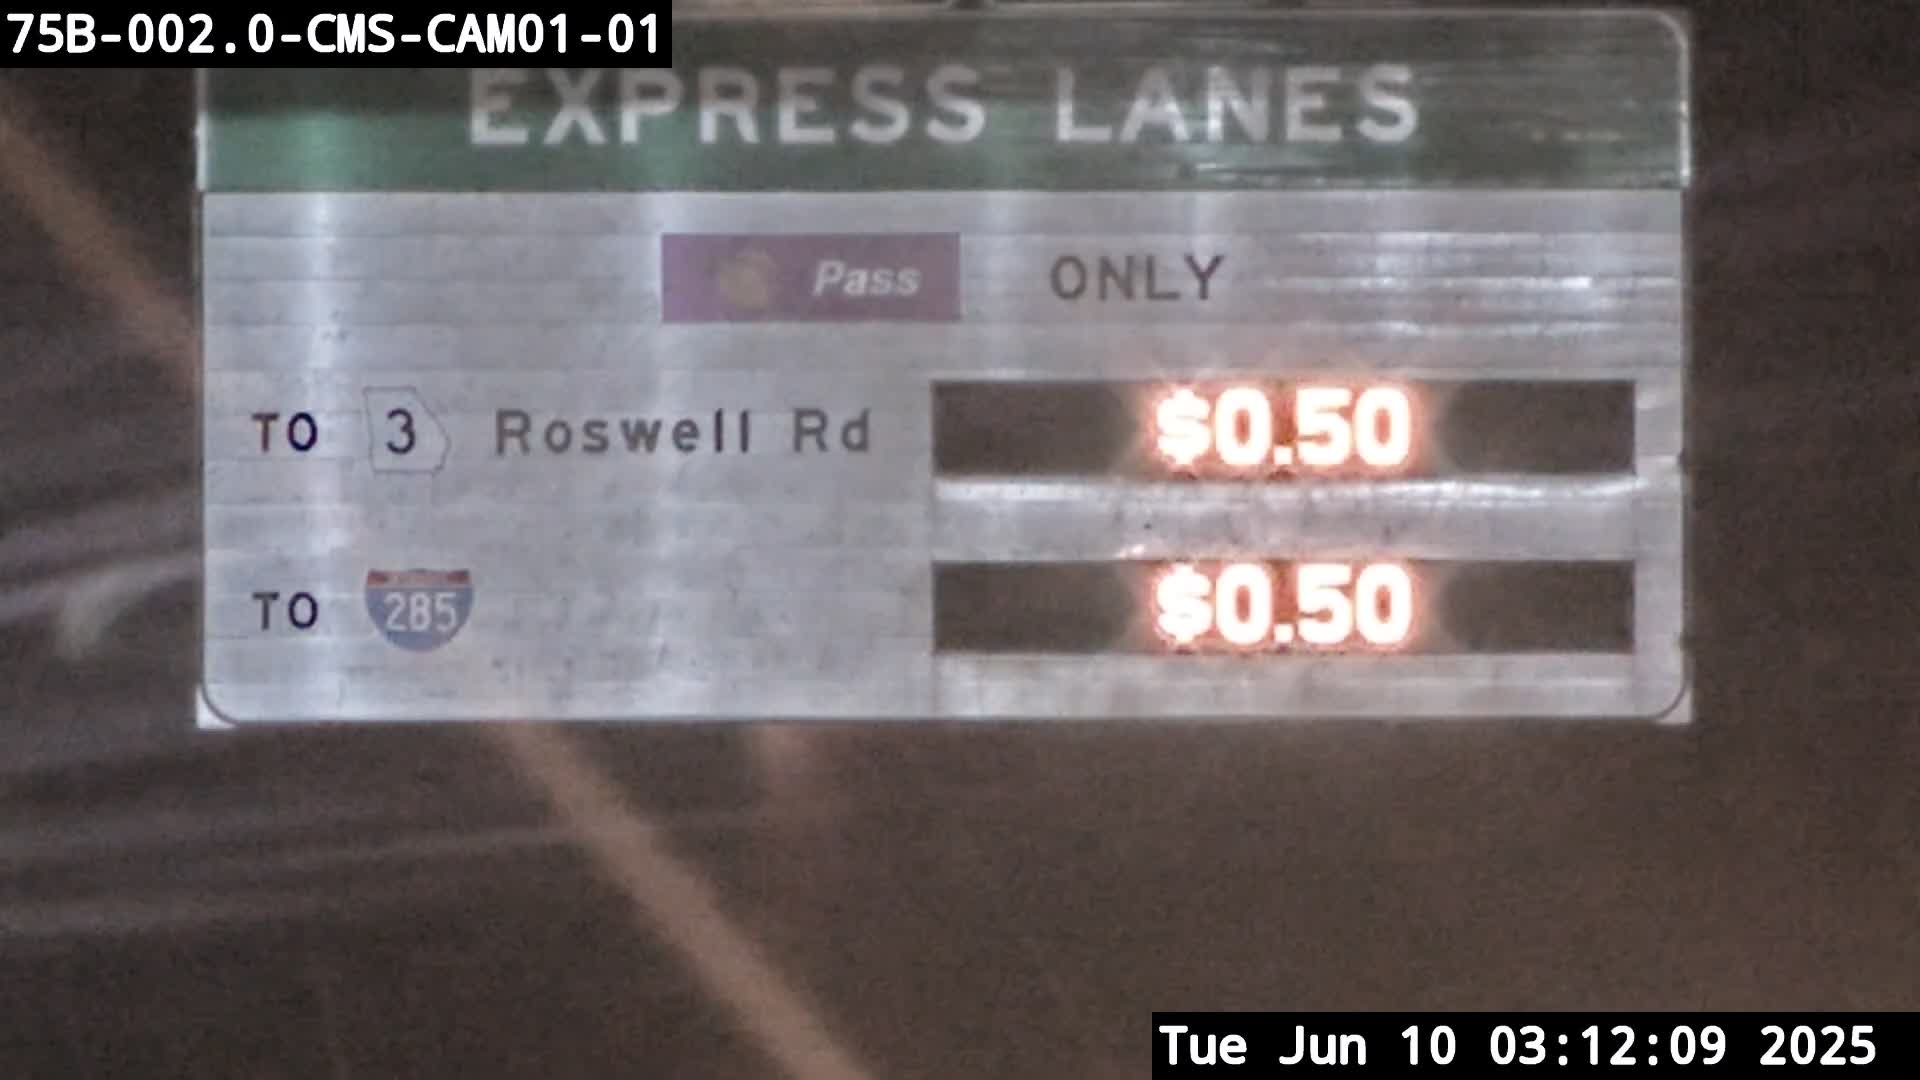 75B-002.0-CMS-CAM01-01
EXPRESS LANES
Pass ONLY
TO 3 Roswell Rd $0.50
TO 285 $0.50
Tue Jun 10 03:12:09 2025